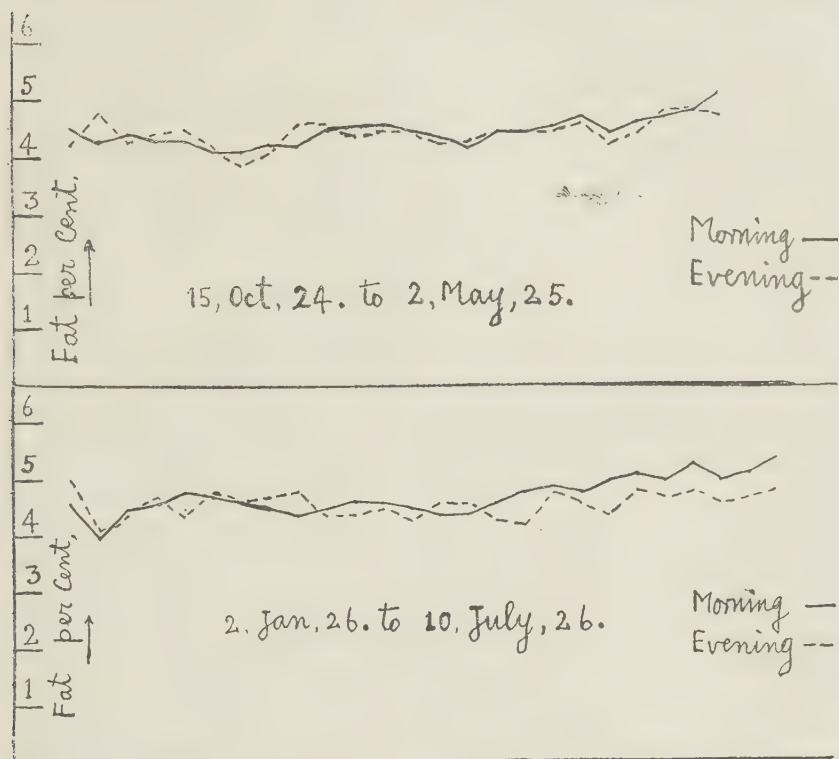 6
5
4
3
2
1
Fat per Cent.
Morning
Evening
15, Oct, 24. to 2, May, 25.
6
5
4
3
2
1
Fat per Cent,
Morning
Evening
2. Jan, 26. to 10, July, 26.